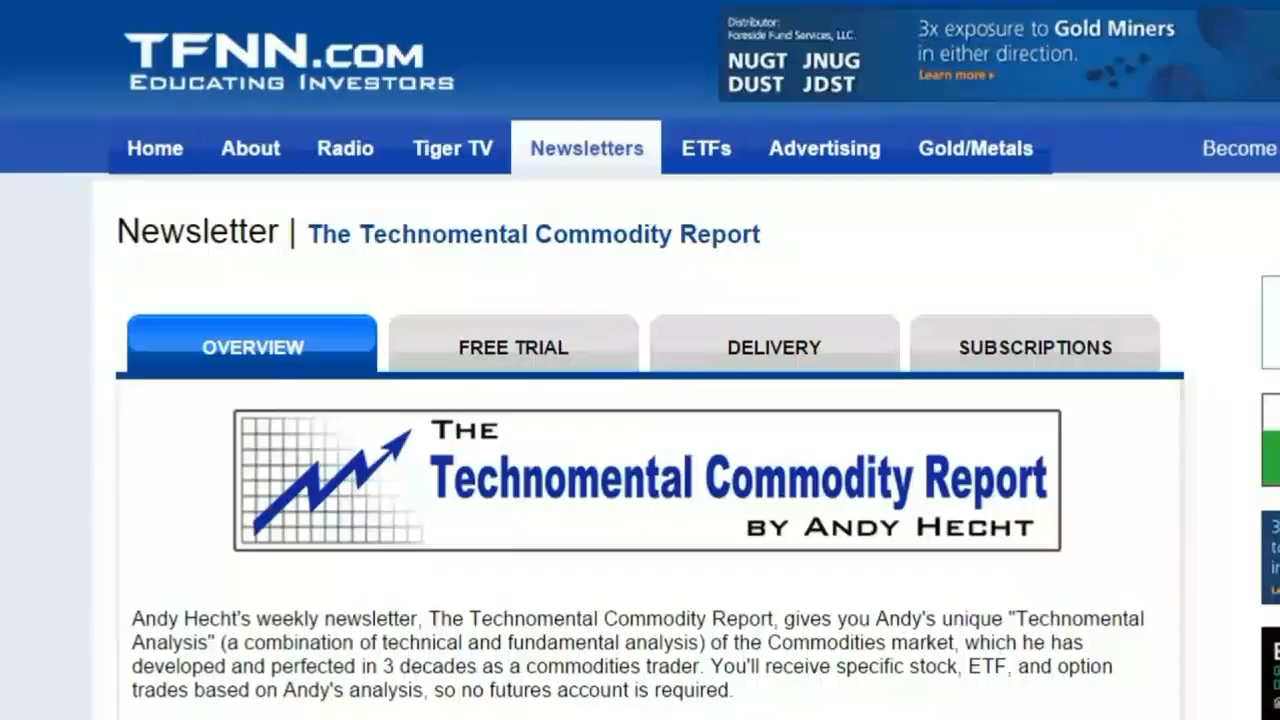 TFNN.COM
EDUCATING INVESTORS
Distributor:
Foreside Fund Services, LLC.
NUGT JNUG
DUST JDST
3x exposure to Gold Miners
in either direction.
Learn more
Home About Radio Tiger TV Newsletters ETFs Advertising Gold/Metals Become
Newsletter | The Technomental Commodity Report
OVERVIEW FREE TRIAL DELIVERY SUBSCRIPTIONS
THE
Technomental Commodity Report
BY ANDY HECHT
Andy Hecht's weekly newsletter, The Technomental Commodity Report, gives you Andy's unique "Technomental
Analysis" (a combination of technical and fundamental analysis) of the Commodities market, which he has
developed and perfected in 3 decades as a commodities trader. You'll receive specific stock, ETF, and option
trades based on Andy's analysis, so no futures account is required.